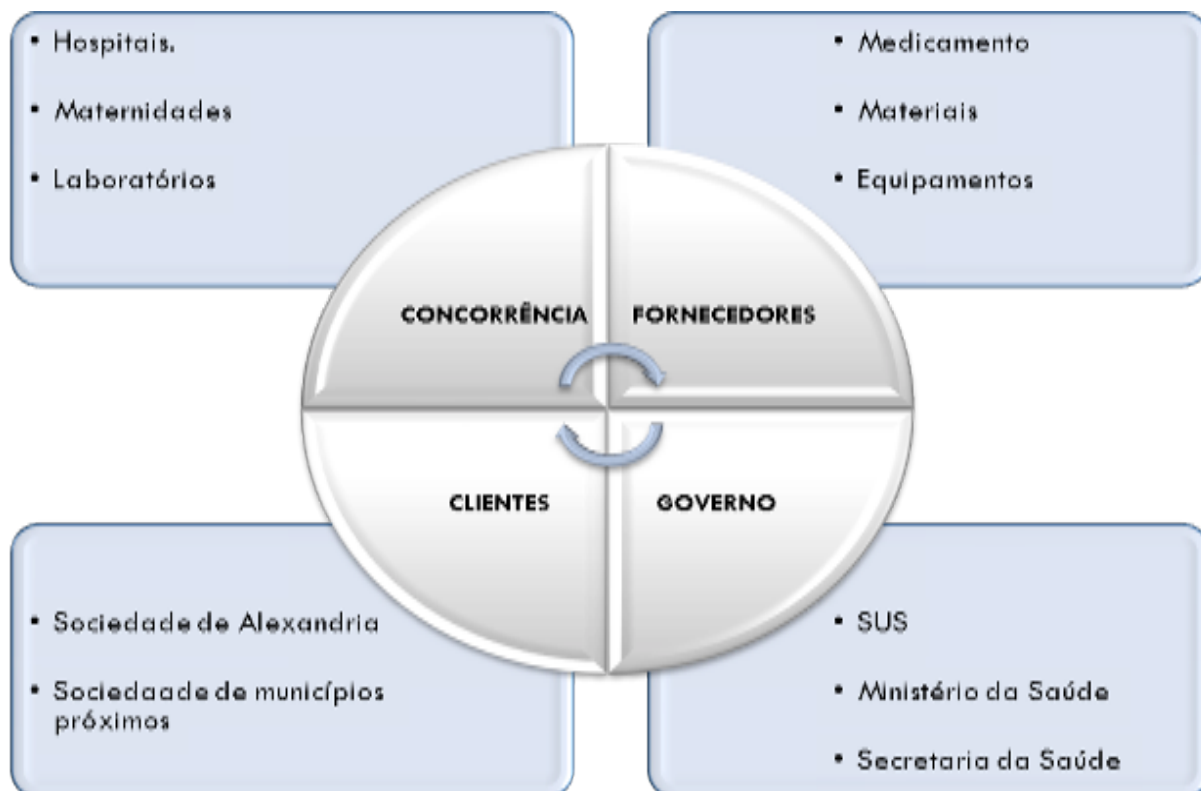 • Hospitais.
• Maternidades
• Laboratórios
• Medicamento
• Materiais
• Equipamentos
CONCORRÊNCIA
FORNECEDORES
CLIENTES
GOVERNO
• Sociedade de Alexandria
• Sociedaade de municípios
próximos
• SUS
• Ministério da Saúde
• Secretaria da Saúde